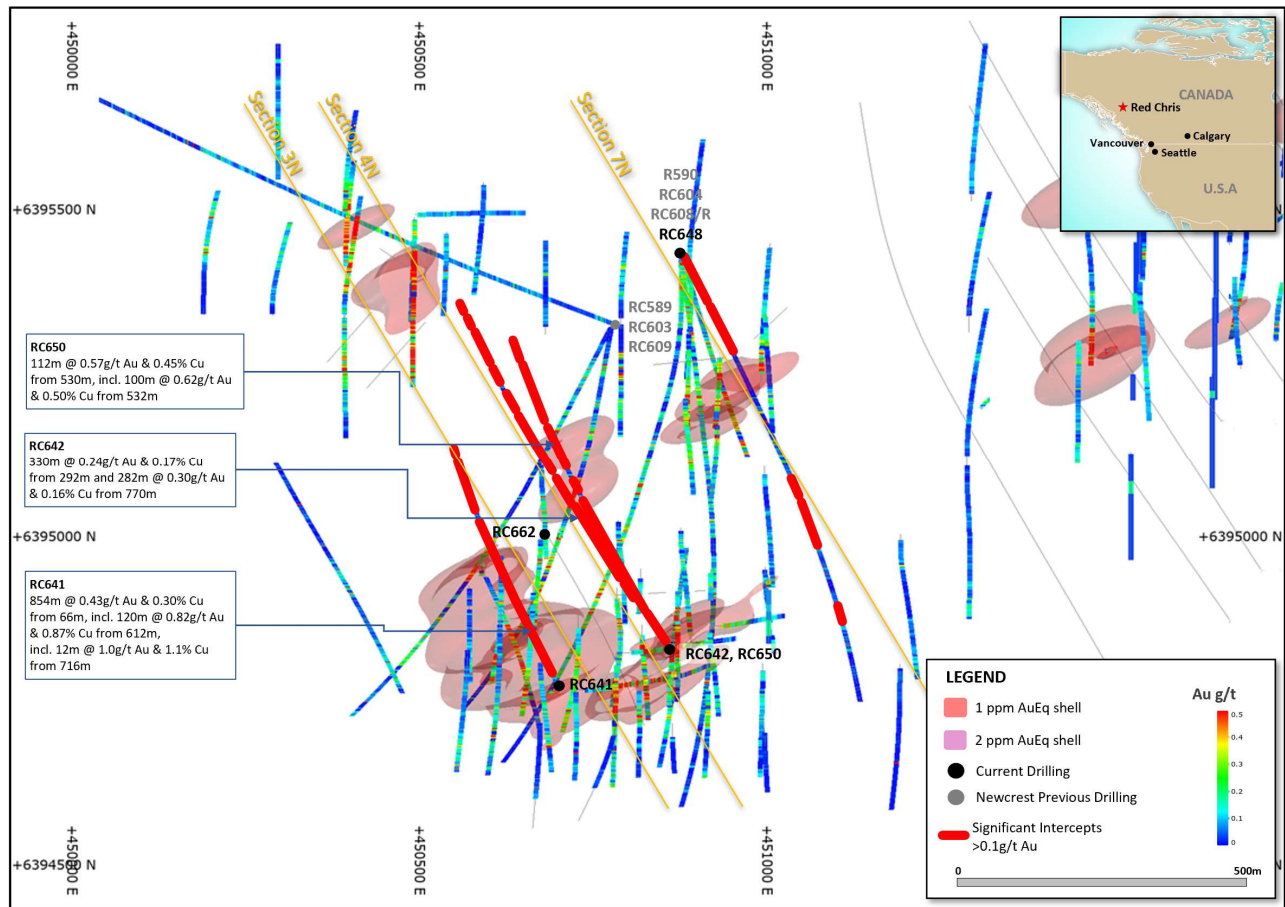 +450000 E
+450500 E
+451000 E
Section 3N
Section 4N
Section 7N
CANADA
Red Chris
Calgary
Vancouver
Seattle
U.S.A
+6395500 N
R590
RC604
RC608/R
RC648
RC589
RC603
RC609
RC650
112m @ 0.57g/t Au & 0.45% Cu
from 530m, incl. 100m @ 0.62g/t Au
& 0.50% Cu from 532m
RC642
330m @ 0.24g/t Au & 0.17% Cu
from 292m and 282m @ 0.30g/t Au
& 0.16% Cu from 770m
+6395000 N
RC662
+6395000 N
RC641
854m @ 0.43g/t Au & 0.30% Cu
from 66m, incl. 120m @ 0.82g/t Au
& 0.87% Cu from 612m,
incl. 12m @ 1.0g/t Au & 1.1% Cu
from 716m
RC642, RC650
RC641
LEGEND
1 ppm AuEq shell
2 ppm AuEq shell
Current Drilling
Newcrest Previous Drilling
Significant Intercepts
>0.1g/t Au
Au g/t
0.5
0.4
0.3
0.2
0.1
0
0
500m
+6394500 N
+450000 E
+450500 E
+451000 E